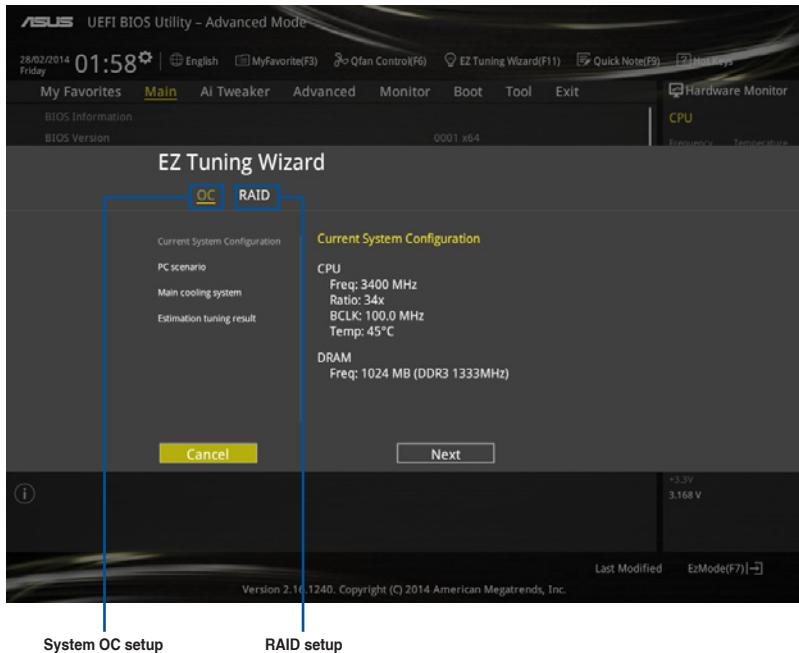 ASUS UEFI BIOS Utility – Advanced Mode
28/02/2014
Friday
01:58
English MyFavorite(F3) Qfan Control(F6) EZ Tuning Wizard(F11) Quick Note(F9) Hot Keys
My Favorites Main Ai Tweaker Advanced Monitor Boot Tool Exit
Hardware Monitor
BIOS Information
CPU
BIOS Version 0001 x64
Frequency Temperature
EZ Tuning Wizard
OC RAID
Current System Configuration
PC scenario
Main cooling system
Estimation tuning result
Current System Configuration
CPU
Freq: 3400 MHz
Ratio: 34x
BCLK: 100.0 MHz
Temp: 45°C
DRAM
Freq: 1024 MB (DDR3 1333MHz)
Cancel Next
+3.3V
3.168 V
Last Modified EzMode(F7)
Version 2.16.1240. Copyright (C) 2014 American Megatrends, Inc.
System OC setup RAID setup